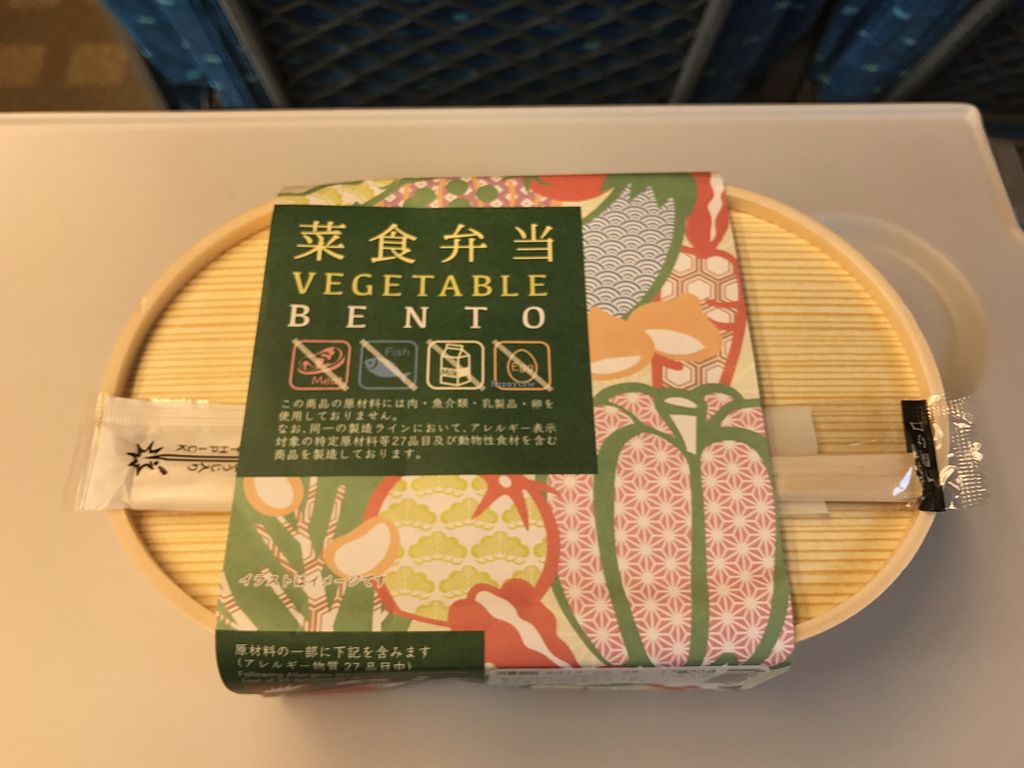 菜食弁当
VEGETABLE
BENTO
Meat
Fish
Milk
Egg
HappyCow
この商品の原材料には肉・魚介類・乳製品・卵を
使用しておりません。
なお、同一の製造ラインにおいて、アレルギー表示
対象の特定原材料等27品目及び動物性食材を含む
商品を製造しております。
イラストはイメージです
原材料の一部に下記を含みます
(アレルギー物質27品目中)
Following Allergens